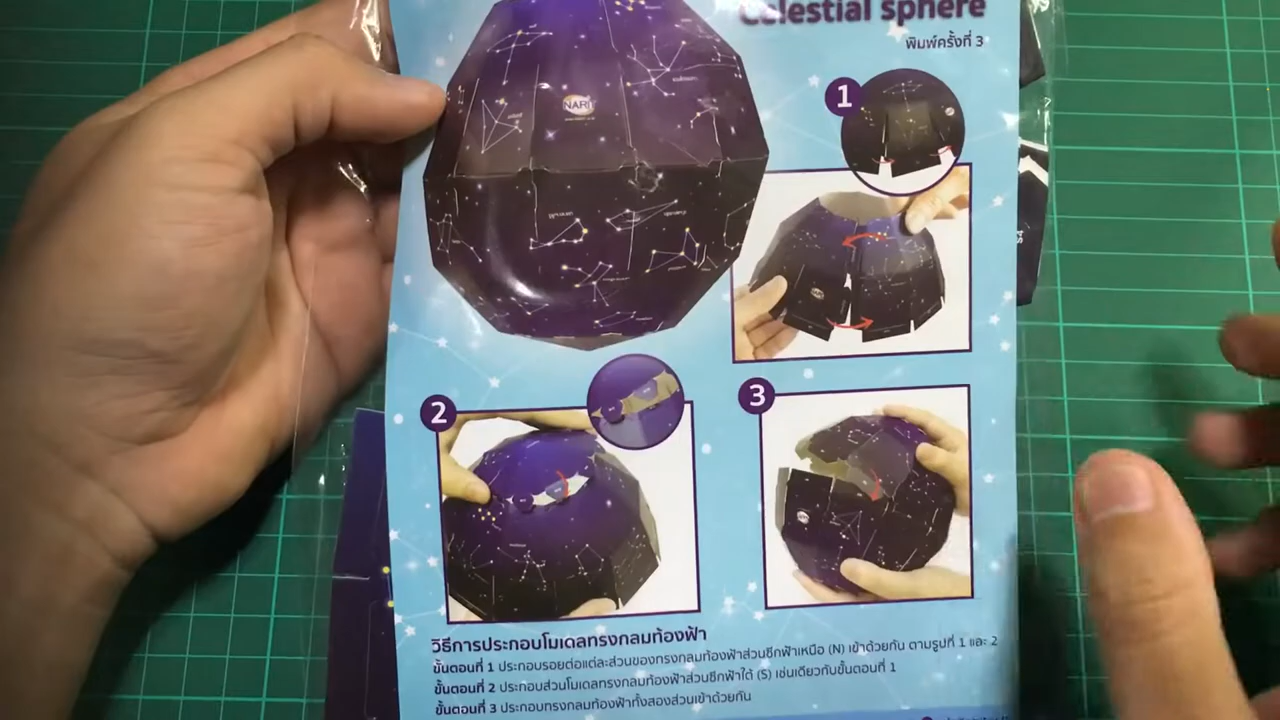 Celestial sphere
พิมพ์ครั้งที่ 3
1
NARIT
2
3
วิธีการประกอบโมเดลทรงกลมท้องฟ้า
ขั้นตอนที่ 1 ประกอบรอยต่อแต่ละส่วนของทรงกลมท้องฟ้าส่วนซีกฟ้าเหนือ (N) เข้าด้วยกัน ตามรูปที่ 1 และ 2
ขั้นตอนที่ 2 ประกอบส่วนโมเดลทรงกลมท้องฟ้าส่วนซีกฟ้าใต้ (S) เช่นเดียวกับขั้นตอนที่ 1
ขั้นตอนที่ 3 ประกอบทรงกลมท้องฟ้าทั้งสองส่วนเข้าด้วยกัน